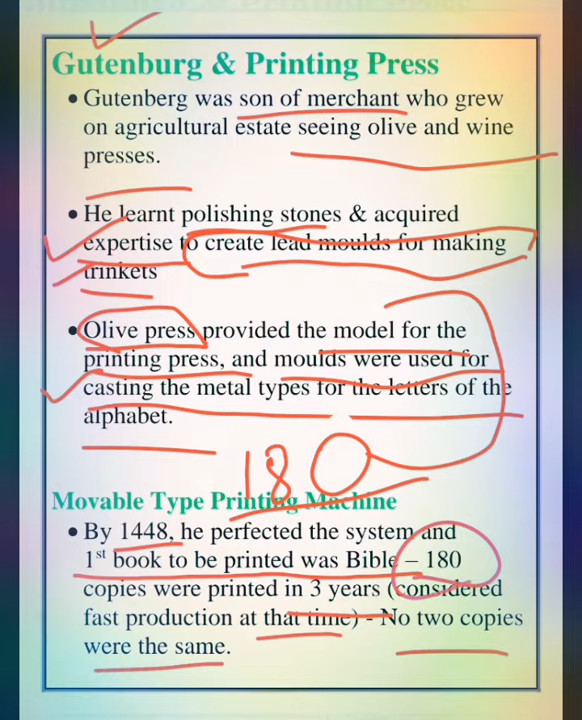 Gutenburg & Printing Press
• Gutenberg was son of merchant who grew
on agricultural estate seeing olive and wine
presses.
• He learnt polishing stones & acquired
expertise to create lead moulds for making
trinkets
• Olive press provided the model for the
printing press, and moulds were used for
casting the metal types for the letters of the
alphabet.
180
Movable Type Printing Machine
• By 1448, he perfected the system and
1st book to be printed was Bible – 180
copies were printed in 3 years (considered
fast production at that time) - No two copies
were the same.